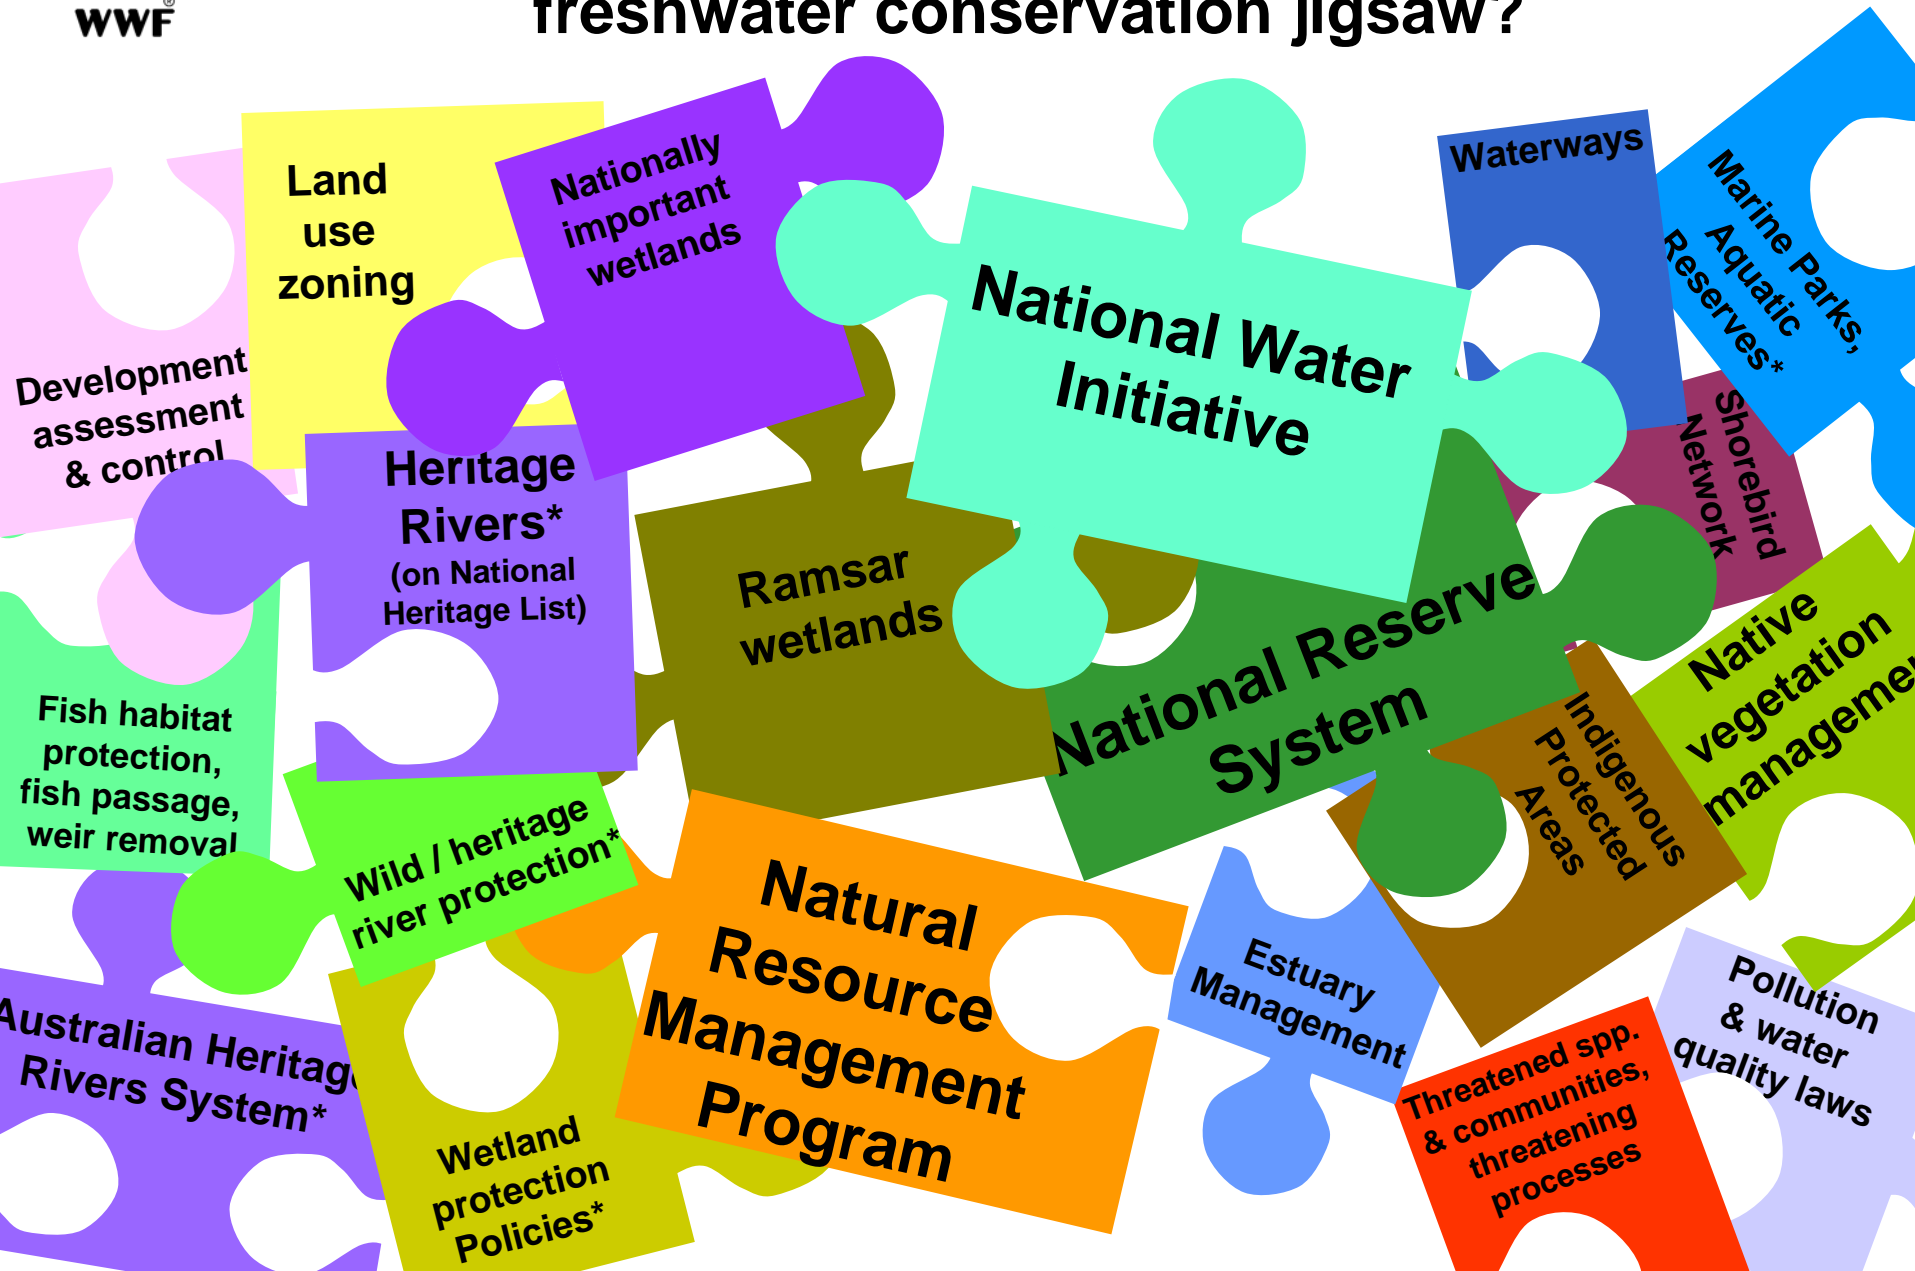 WWF
freshwater conservation jigsaw?
Land
use
zoning
Nationally
important
wetlands
National Water
Initiative
Waterways
Marine Parks,
Aquatic
Reserves*
Shorebird
Network
Development
assessment
& control
Heritage
Rivers*
(on National
Heritage List)
Ramsar
wetlands
National Reserve
System
Indigenous
Protected
Areas
Native
vegetation
Fish habitat
protection,
fish passage,
weir removal
Wild / heritage
river protection*
Natural
Resource
Management
Program
Estuary
Management
Pollution
& water
quality laws
Threatened spp.
& communities,
threatening
processes
Australian Heritage
Rivers System*
Wetland
protection
Policies*